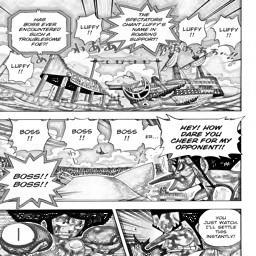 HAS
BOSS EVER
ENCOUNTERED
SUCH A
TROUBLESOME
FOE?!
LUFFY
!!
THE
SPECTATORS
CHANT LUFFY'S
NAME IN
ROARING
SUPPORT!!
LUFFY
!!
LUFFY
!!
LUFFY
!!
LUFFY
!!
BOSS
!!
BOSS
!!
BOSS
!!
ER...
HEY! HOW
DARE YOU
CHEER FOR MY
OPPONENT!!
BOSS!!
BOSS!!
YOU
JUST WATCH.
I'LL SETTLE
THIS
INSTANTLY!